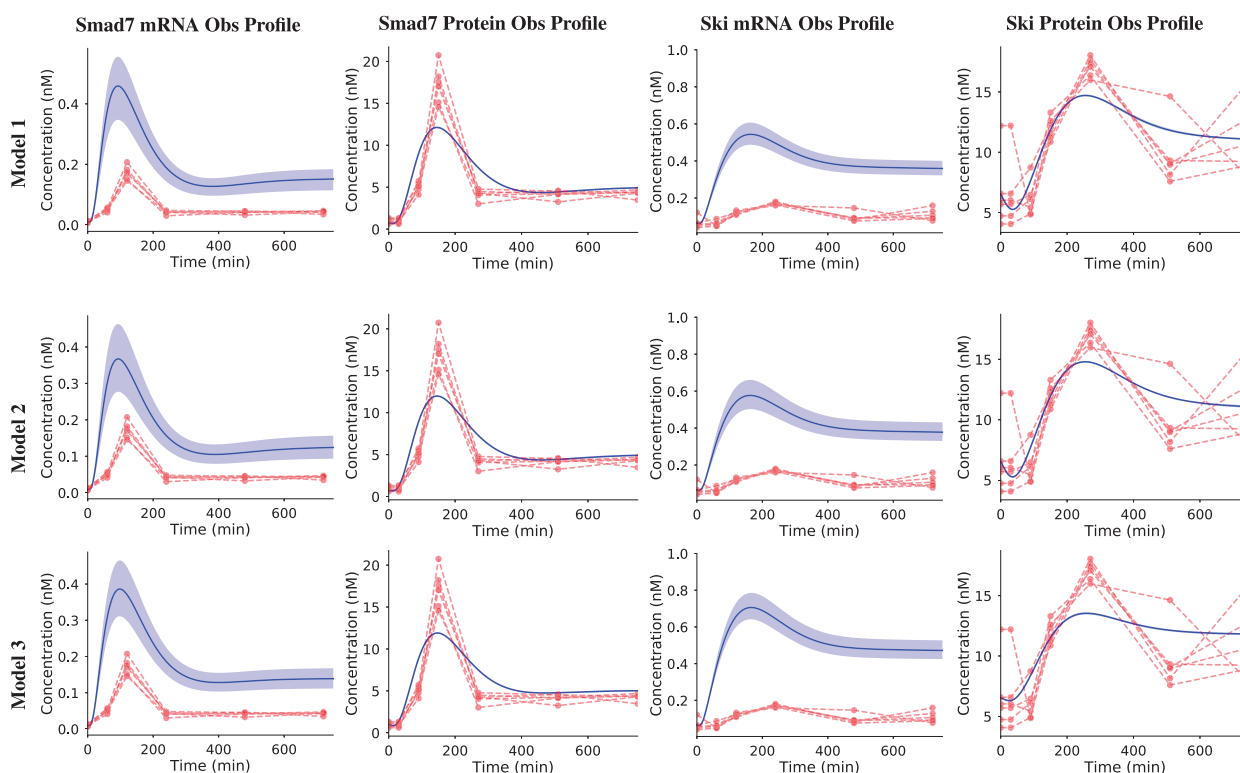 Smad7 mRNA Obs Profile
Smad7 Protein Obs Profile
Ski mRNA Obs Profile
Ski Protein Obs Profile
Model 1
Concentration (nM)
0.4
0.2
0.0
0 200 400 600
Time (min)
Concentration (nM)
20
15
10
5
0
0 200 400 600
Time (min)
Concentration (nM)
1.0
0.8
0.6
0.4
0.2
0 200 400 600
Time (min)
Concentration (nM)
15
10
5
0 200 400 600
Time (min)
Model 2
Concentration (nM)
0.4
0.3
0.2
0.1
0.0
0 200 400 600
Time (min)
Concentration (nM)
20
15
10
5
0
0 200 400 600
Time (min)
Concentration (nM)
1.0
0.8
0.6
0.4
0.2
0 200 400 600
Time (min)
Concentration (nM)
15
10
5
0 200 400 600
Time (min)
Model 3
Concentration (nM)
0.4
0.3
0.2
0.1
0.0
0 200 400 600
Time (min)
Concentration (nM)
20
15
10
5
0
0 200 400 600
Time (min)
Concentration (nM)
1.0
0.8
0.6
0.4
0.2
0 200 400 600
Time (min)
Concentration (nM)
15
10
5
0 200 400 600
Time (min)